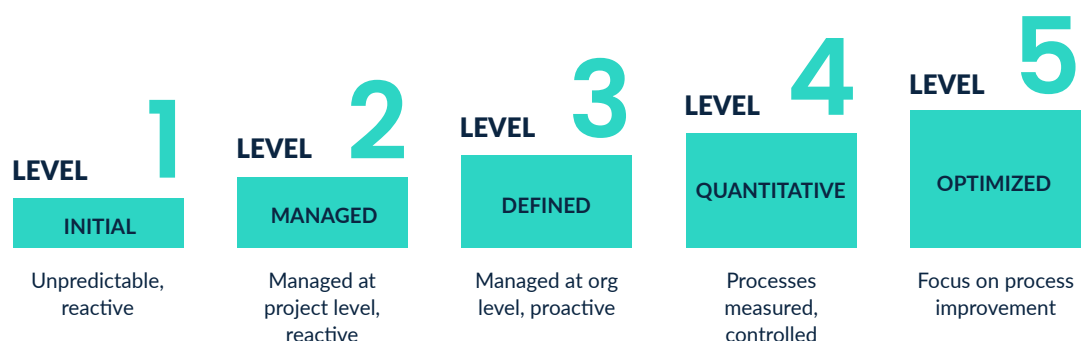 LEVEL 1
INITIAL
Unpredictable,
reactive
LEVEL 2
MANAGED
Managed at
project level,
reactive
LEVEL 3
DEFINED
Managed at org
level, proactive
LEVEL 4
QUANTITATIVE
Processes
measured,
controlled
LEVEL 5
OPTIMIZED
Focus on process
improvement